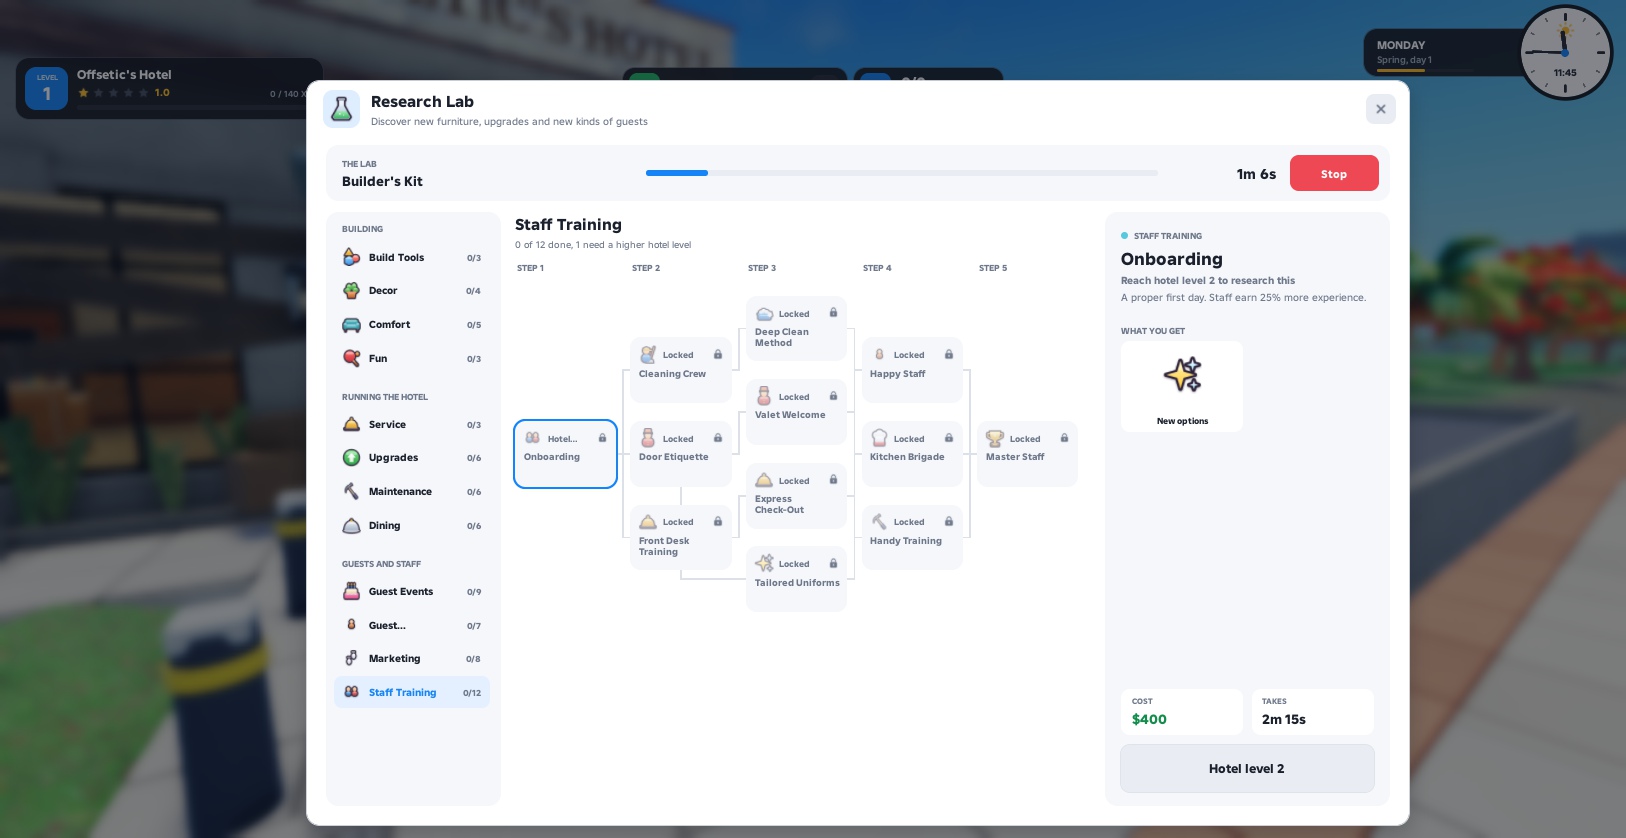 STIC'S HOTEL
LEVEL
1
Offsetic's Hotel
1.0
0 / 140 X
MONDAY
Spring, day 1
11:45
Research Lab
Discover new furniture, upgrades and new kinds of guests
THE LAB
Builder's Kit
1m 6s
Stop
BUILDING
Build Tools 0/3
Decor 0/4
Comfort 0/5
Fun 0/3
RUNNING THE HOTEL
Service 0/3
Upgrades 0/6
Maintenance 0/6
Dining 0/6
GUESTS AND STAFF
Guest Events 0/9
Guest... 0/7
Marketing 0/8
Staff Training 0/12
Staff Training
0 of 12 done, 1 need a higher hotel level
STEP 1 STEP 2 STEP 3 STEP 4 STEP 5
Hotel...
Onboarding
Locked
Cleaning Crew
Locked
Door Etiquette
Locked
Front Desk
Training
Locked
Deep Clean
Method
Locked
Valet Welcome
Locked
Express
Check-Out
Locked
Tailored Uniforms
Locked
Happy Staff
Locked
Kitchen Brigade
Locked
Handy Training
Locked
Master Staff
STAFF TRAINING
Onboarding
Reach hotel level 2 to research this
A proper first day. Staff earn 25% more experience.
WHAT YOU GET
New options
COST
$400
TAKES
2m 15s
Hotel level 2